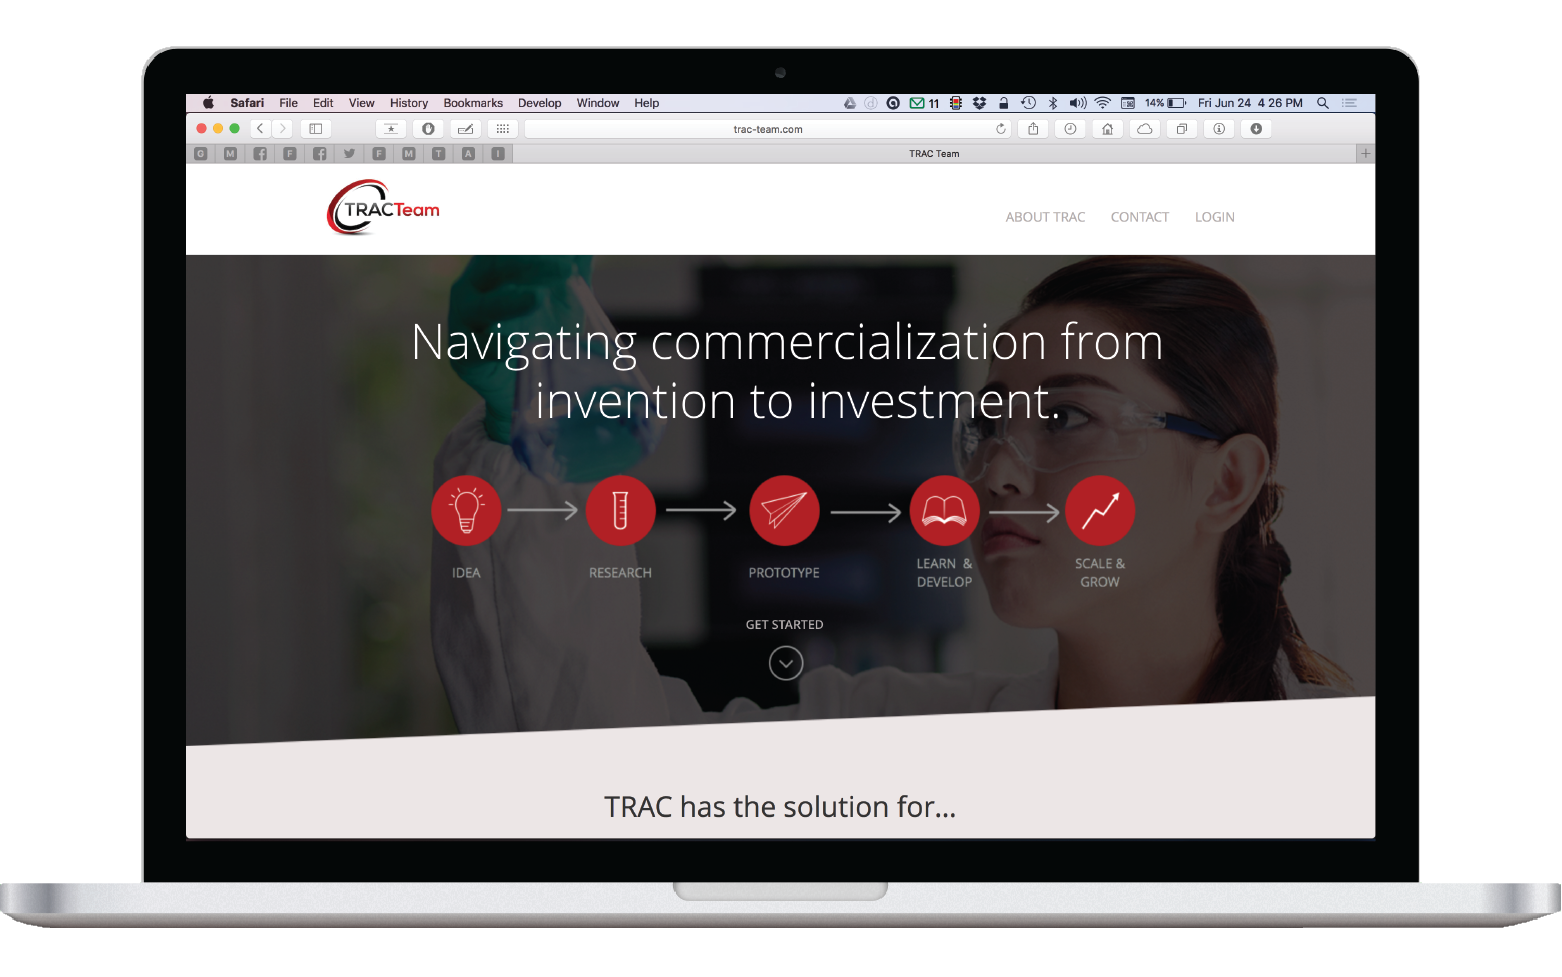 Safari File Edit View History Bookmarks Develop Window Help 11 14% Fri Jun 24 4:26 PM
trac-team.com
G M F T A I TRAC Team
TRACTeam
ABOUT TRAC CONTACT LOGIN
Navigating commercialization from
invention to investment.
IDEA RESEARCH PROTOTYPE LEARN & DEVELOP SCALE & GROW
GET STARTED
TRAC has the solution for...